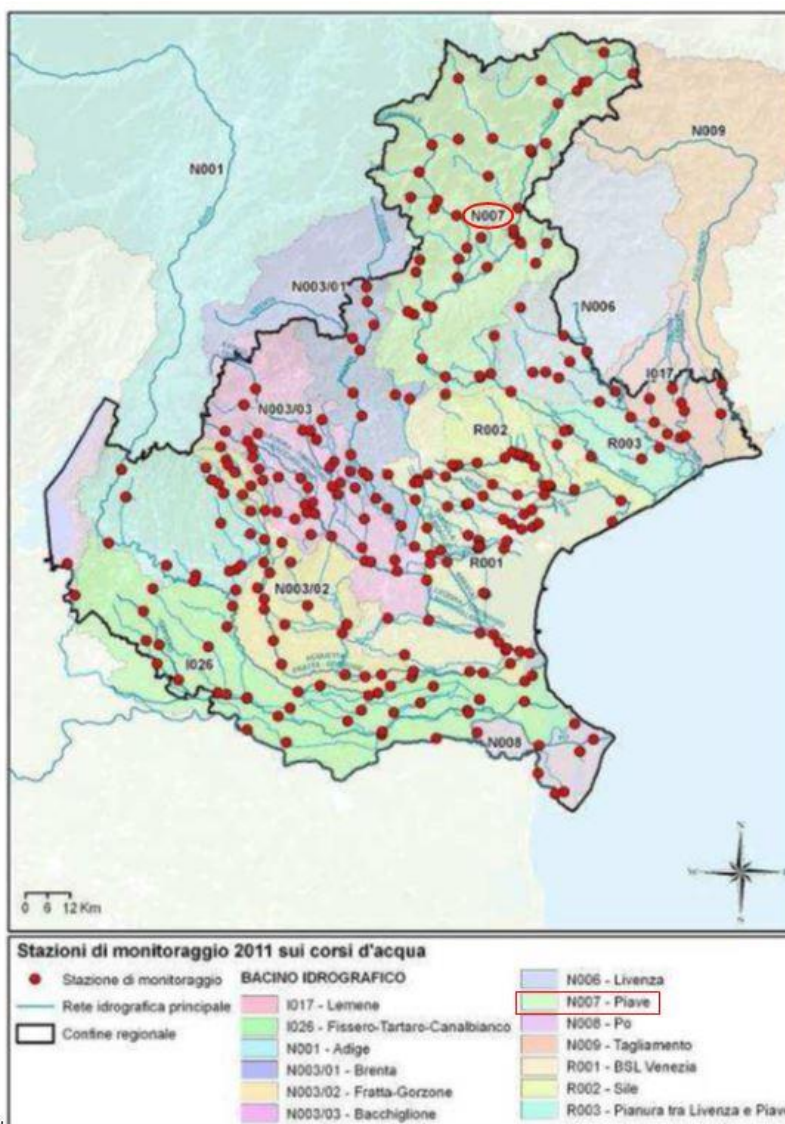 N009
N001
N007
N003/01
N006
I017
N003/03
R002
R003
R001
N003/02
I026
N008
N
W
S
0 6 12 Km
Stazioni di monitoraggio 2011 sui corsi d'acqua
Stazione di monitoraggio
Rete idrografica principale
Confine regionale
BACINO IDROGRAFICO
I017 - Lemene
I026 - Fissero-Tartaro-Canalbianco
N001 - Adige
N003/01 - Brenta
N003/02 - Fratta-Gorzone
N003/03 - Bacchiglione
N006 - Livenza
N007 - Piave
N008 - Po
N009 - Tagliamento
R001 - BSL Venezia
R002 - Sile
R003 - Pianura tra Livenza e Piave